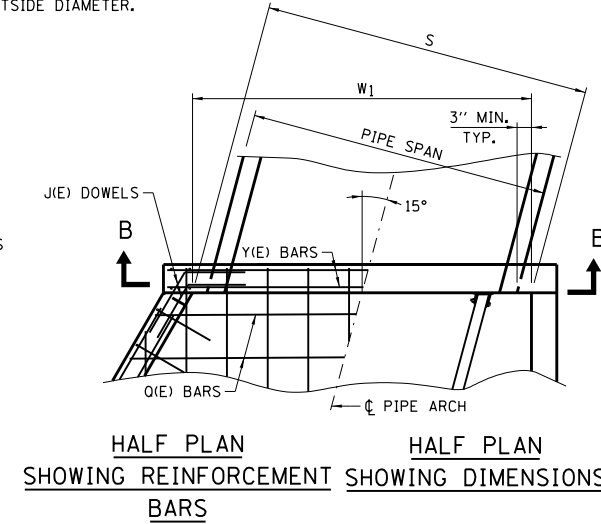 TSIDE DIAMETER.
S
W1
3" MIN.
TYP.
PIPE SPAN
J(E) DOWELS
15°
S
B
B
Y(E) BARS
Q(E) BARS
℄ PIPE ARCH
HALF PLAN
SHOWING REINFORCEMENT
BARS
HALF PLAN
SHOWING DIMENSIONS